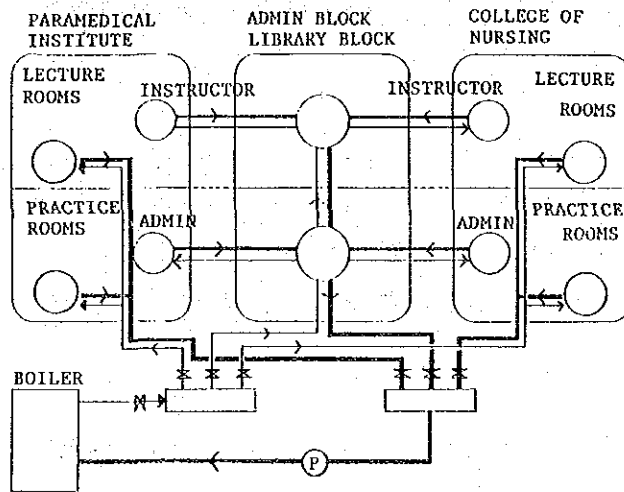 PARAMEDICAL
INSTITUTE
ADMIN BLOCK
LIBRARY BLOCK
COLLEGE OF
NURSING
LECTURE
ROOMS
INSTRUCTOR
INSTRUCTOR
LECTURE
ROOMS
PRACTICE
ROOMS
ADMIN
ADMIN
PRACTICE
ROOMS
BOILER
P